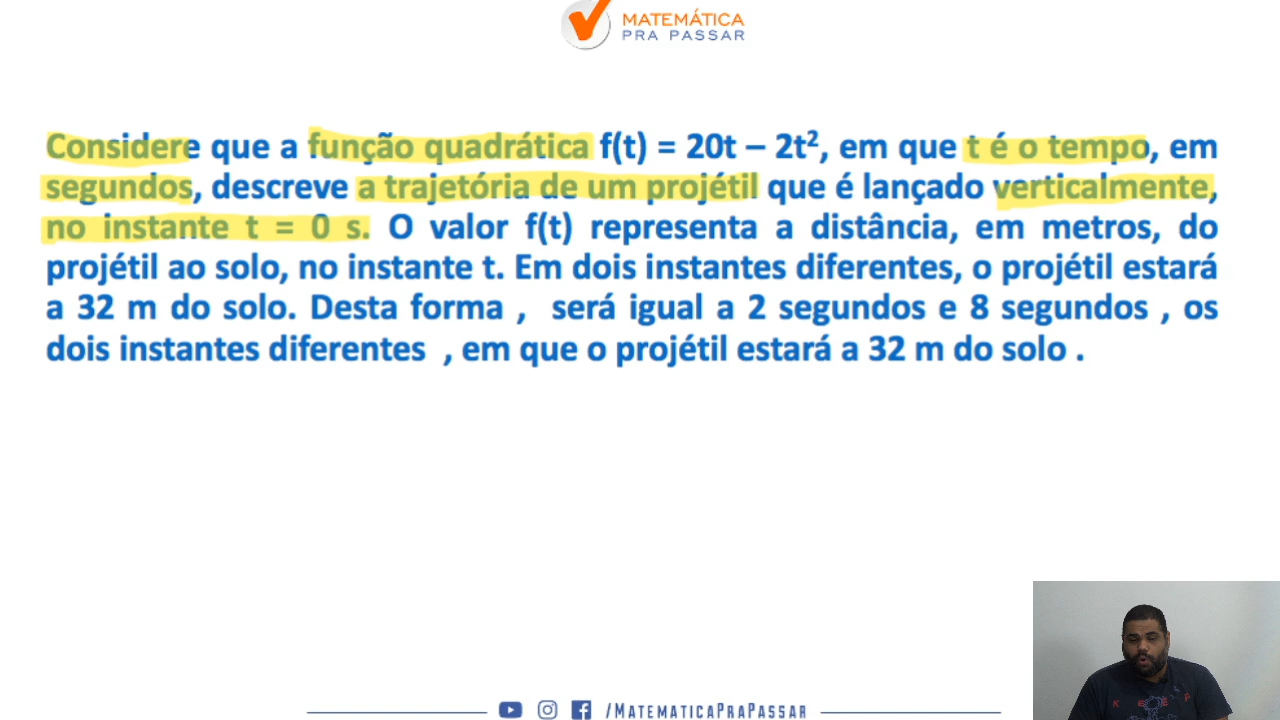 MATEMÁTICA
PRA PASSAR
Considere que a função quadrática f(t) = 20t – 2t², em que t é o tempo, em
segundos, descreve a trajetória de um projétil que é lançado verticalmente,
no instante t = 0 s. O valor f(t) representa a distância, em metros, do
projétil ao solo, no instante t. Em dois instantes diferentes, o projétil estará
a 32 m do solo. Desta forma , será igual a 2 segundos e 8 segundos , os
dois instantes diferentes , em que o projétil estará a 32 m do solo .
/MATEMATICAPRAPASSAR